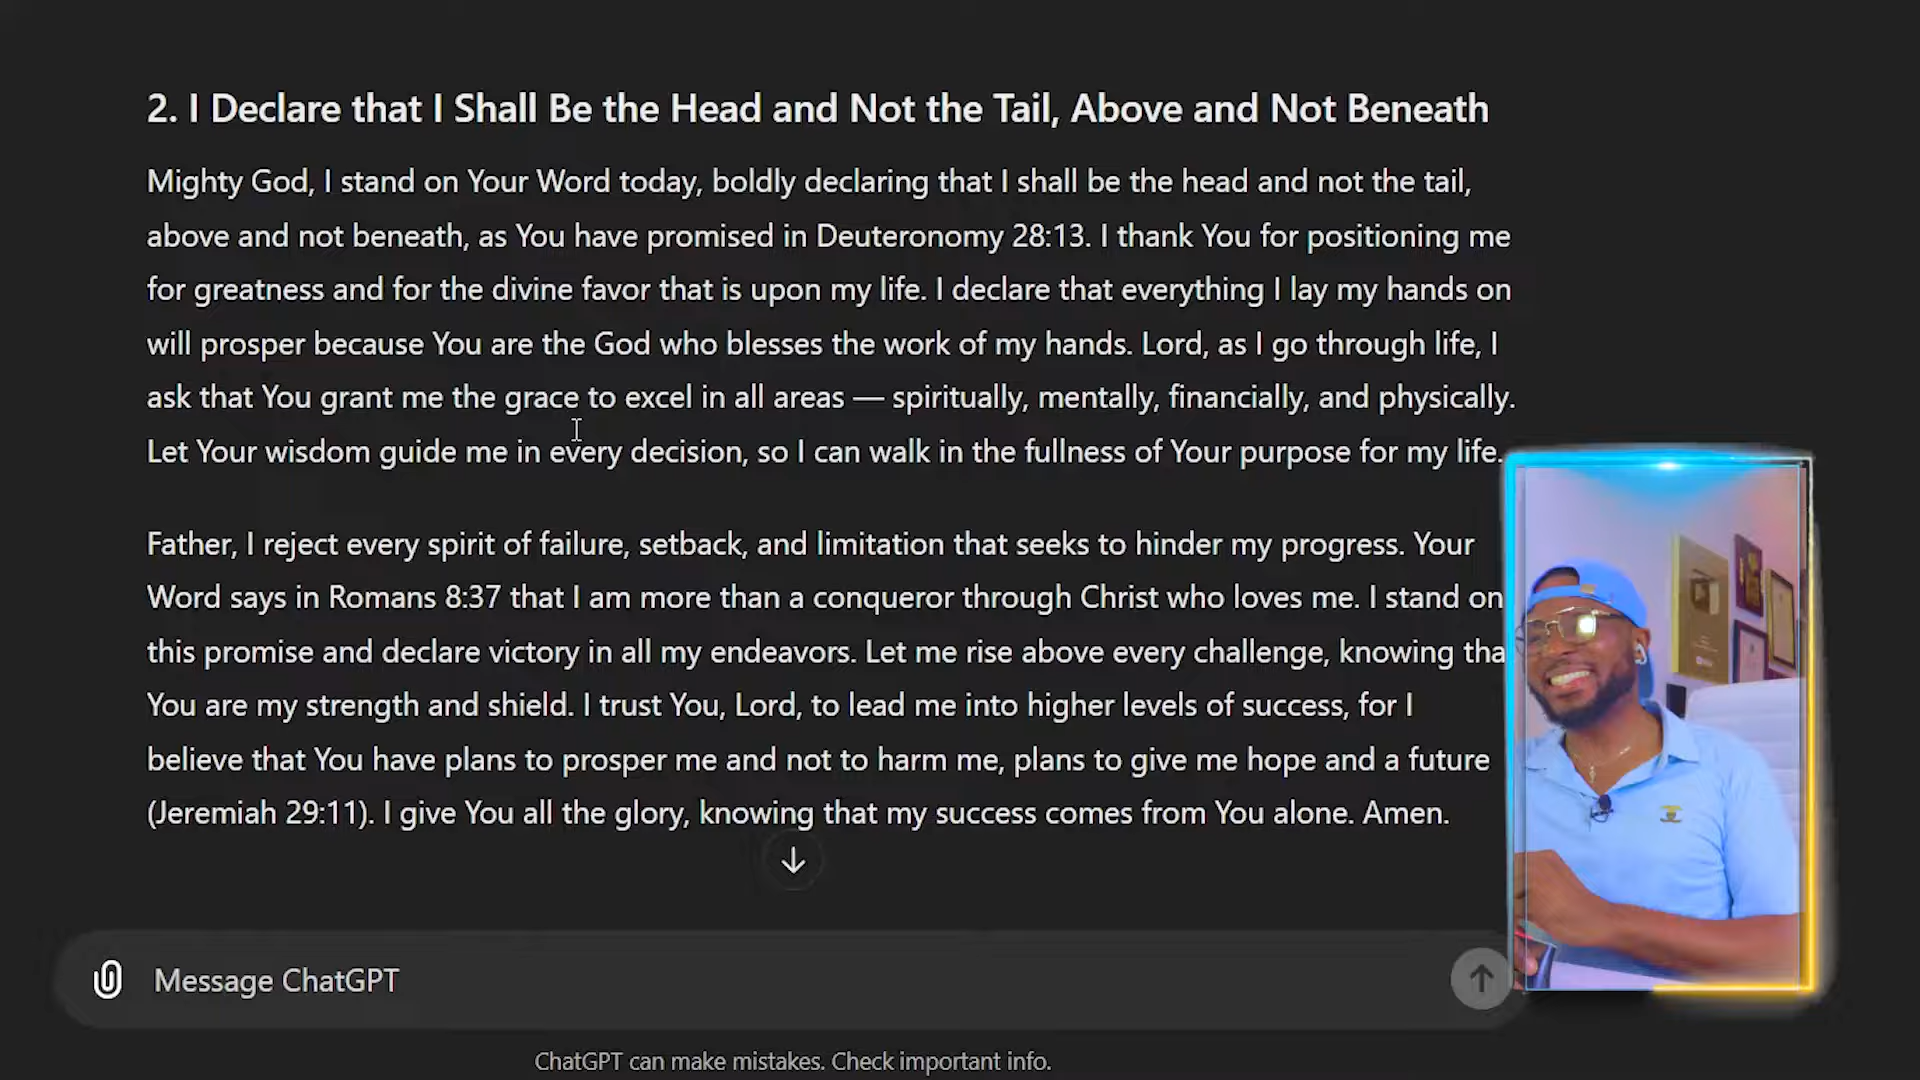 2. I Declare that I Shall Be the Head and Not the Tail, Above and Not Beneath
Mighty God, I stand on Your Word today, boldly declaring that I shall be the head and not the tail,
above and not beneath, as You have promised in Deuteronomy 28:13. I thank You for positioning me
for greatness and for the divine favor that is upon my life. I declare that everything I lay my hands on
will prosper because You are the God who blesses the work of my hands. Lord, as I go through life, I
ask that You grant me the grace to excel in all areas — spiritually, mentally, financially, and physically.
Let Your wisdom guide me in every decision, so I can walk in the fullness of Your purpose for my life.
Father, I reject every spirit of failure, setback, and limitation that seeks to hinder my progress. Your
Word says in Romans 8:37 that I am more than a conqueror through Christ who loves me. I stand on
this promise and declare victory in all my endeavors. Let me rise above every challenge, knowing tha
You are my strength and shield. I trust You, Lord, to lead me into higher levels of success, for I
believe that You have plans to prosper me and not to harm me, plans to give me hope and a future
(Jeremiah 29:11). I give You all the glory, knowing that my success comes from You alone. Amen.
Message ChatGPT
ChatGPT can make mistakes. Check important info.